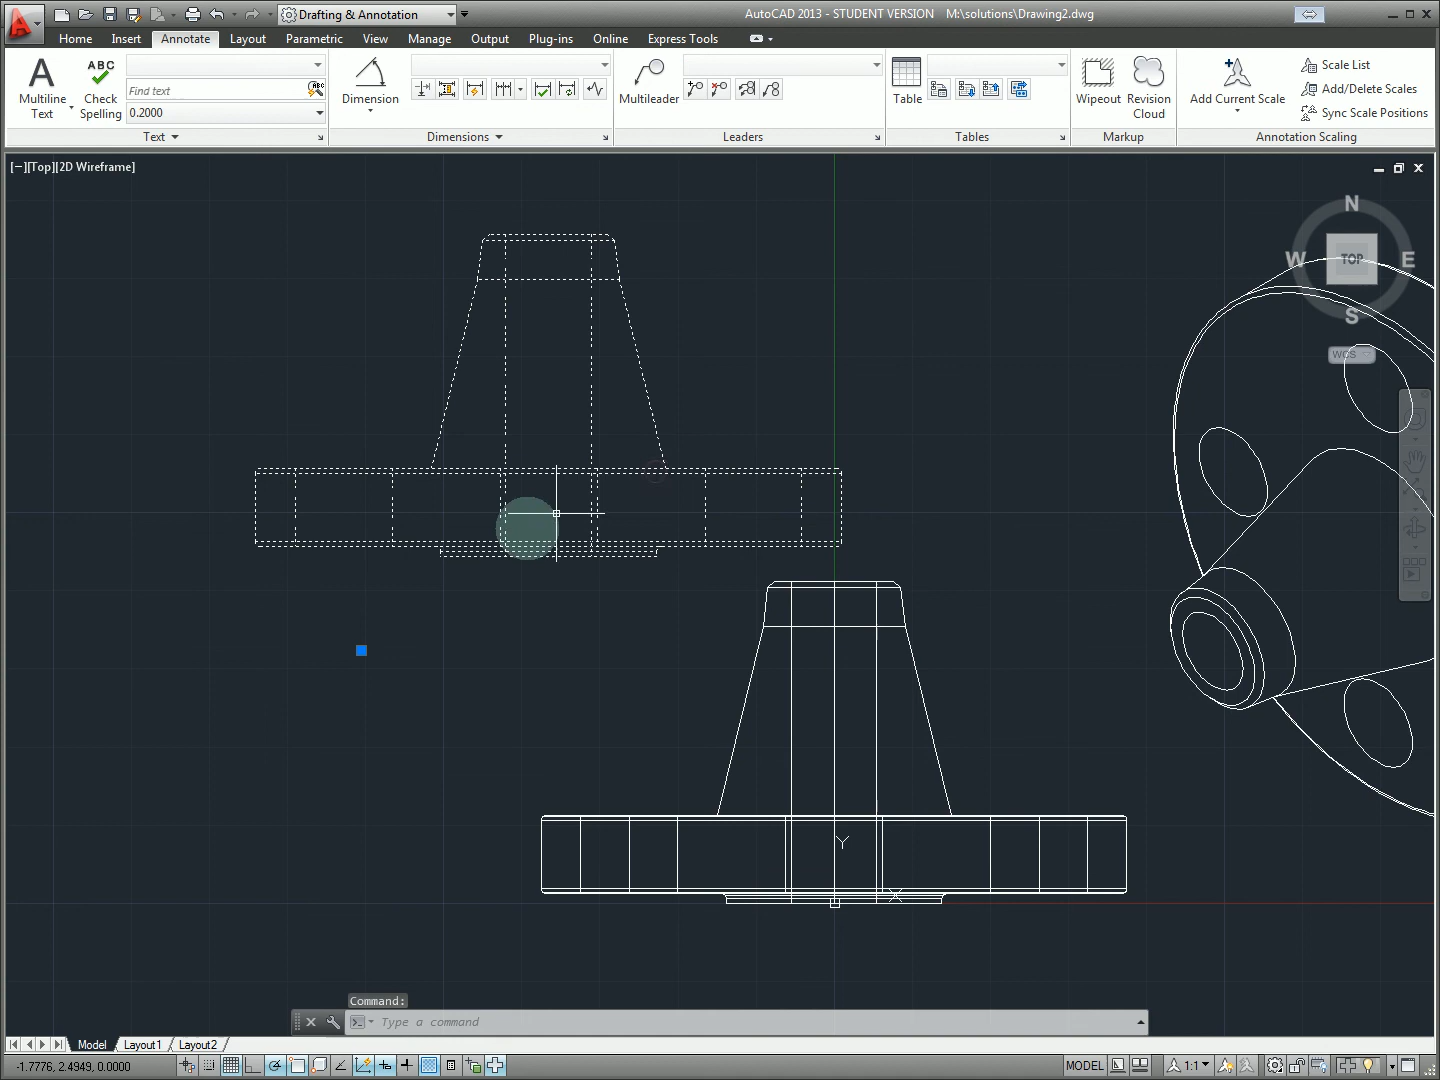 Drafting & Annotation
AutoCAD 2013 - STUDENT VERSION M:\solutions\Drawing2.dwg
Home Insert Annotate Layout Parametric View Manage Output Plug-ins Online Express Tools
A
ABC
Multiline Text
Check Spelling
Find text
ABC
0.2000
Dimension
Multileader
Table
Wipeout
Revision Cloud
Add Current Scale
Scale List
Add/Delete Scales
Sync Scale Positions
Text Dimensions Leaders Tables Markup Annotation Scaling
[−][Top][2D Wireframe]
N
W TOP E
S
WCS
Y
X
Command:
Type a command
Model Layout1 Layout2
-1.7776, 2.4949, 0.0000
MODEL
1:1